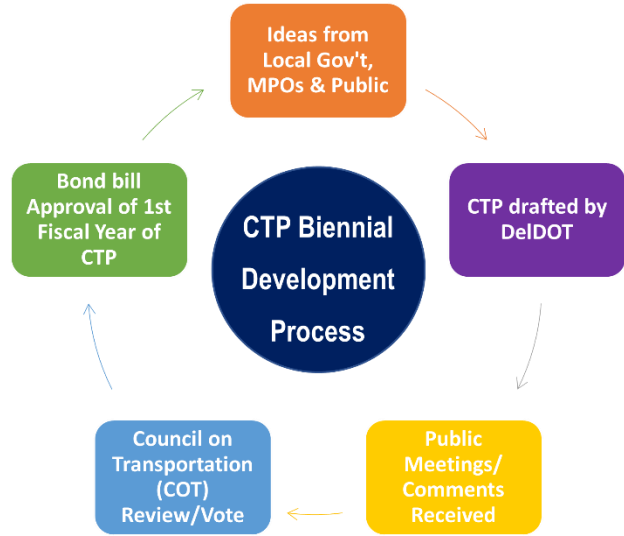 Ideas from
Local Gov't,
MPOs & Public
CTP drafted by
DelDOT
Public
Meetings/
Comments
Received
Council on
Transportation
(COT)
Review/Vote
Bond bill
Approval of 1st
Fiscal Year of
CTP
CTP Biennial
Development
Process